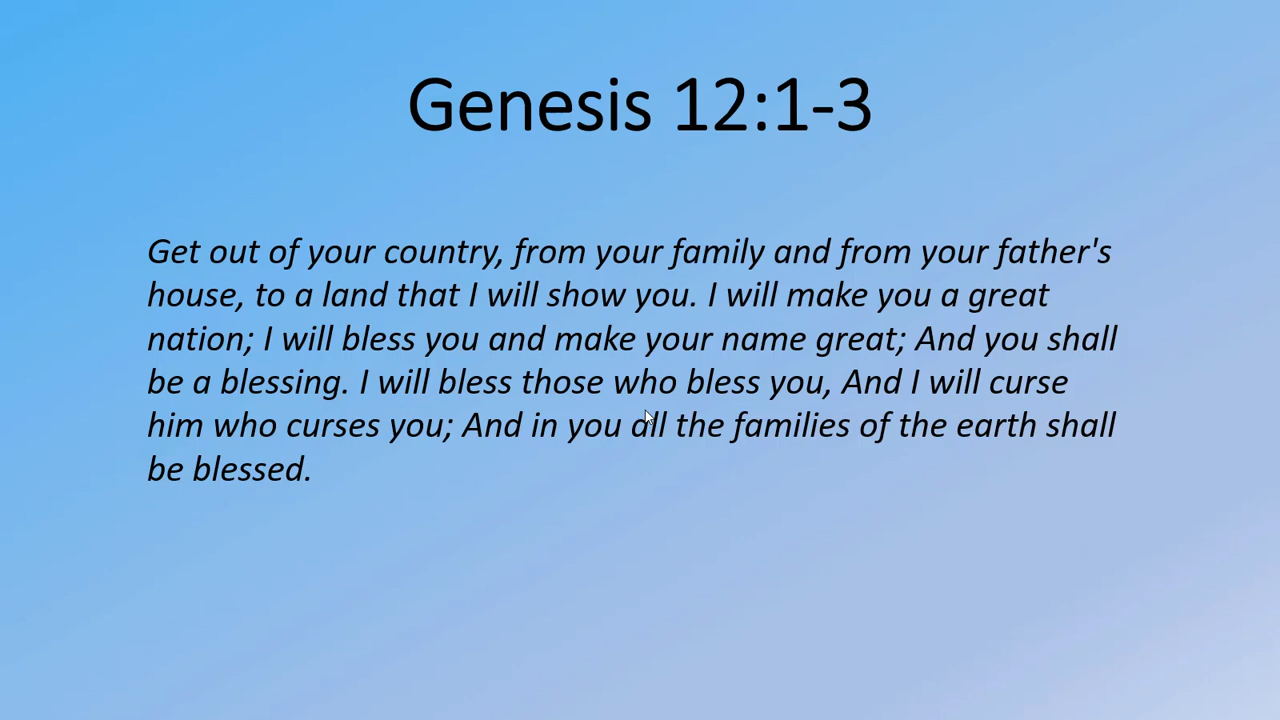 Genesis 12:1-3
Get out of your country, from your family and from your father's
house, to a land that I will show you. I will make you a great
nation; I will bless you and make your name great; And you shall
be a blessing. I will bless those who bless you, And I will curse
him who curses you; And in you all the families of the earth shall
be blessed.